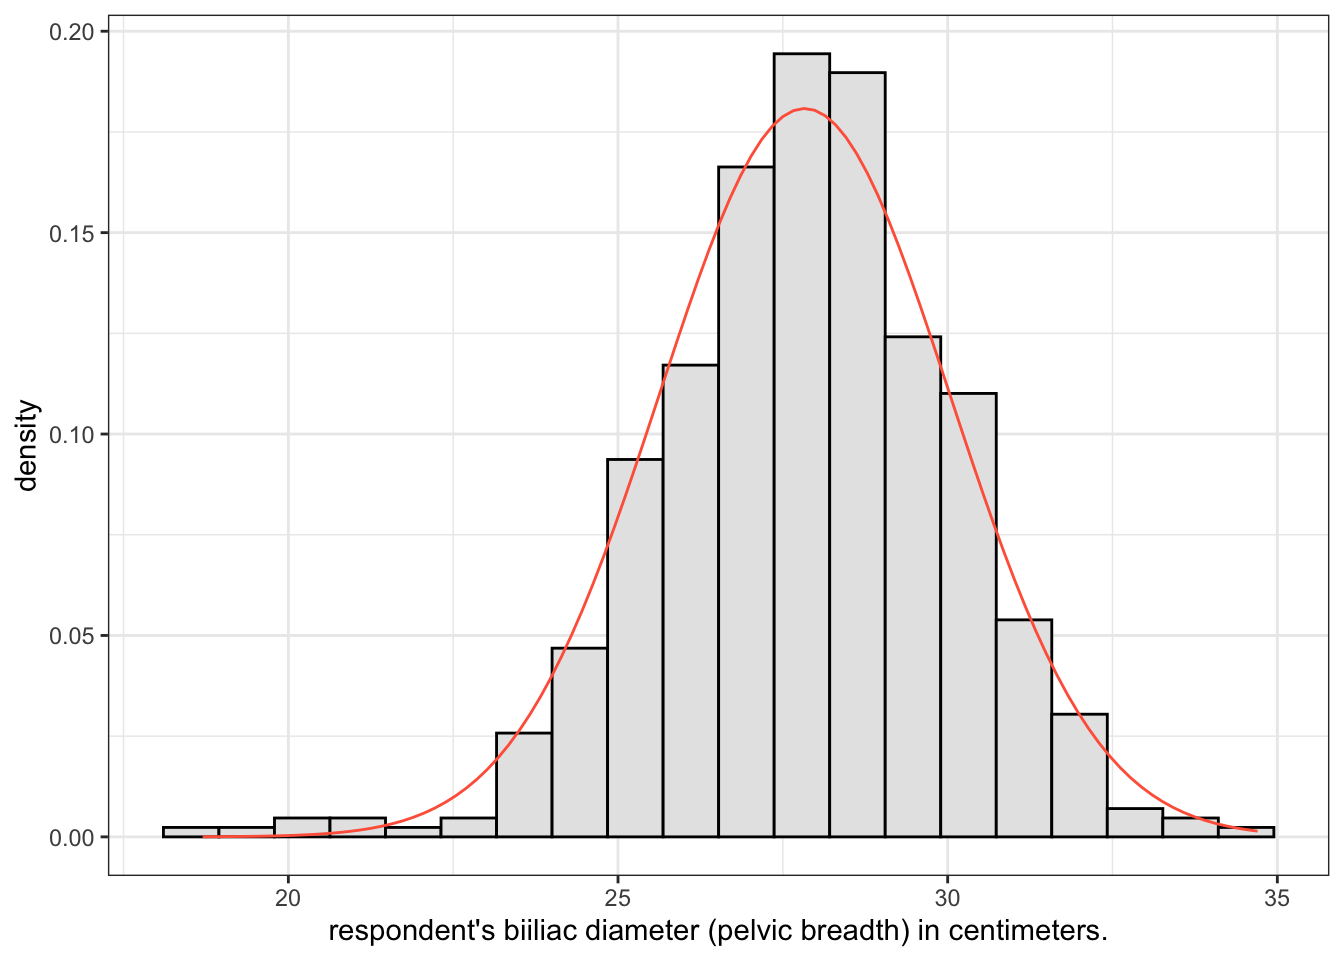 0.20
0.15
0.10
0.05
0.00
density
20 25 30 35
respondent's biiliac diameter (pelvic breadth) in centimeters.